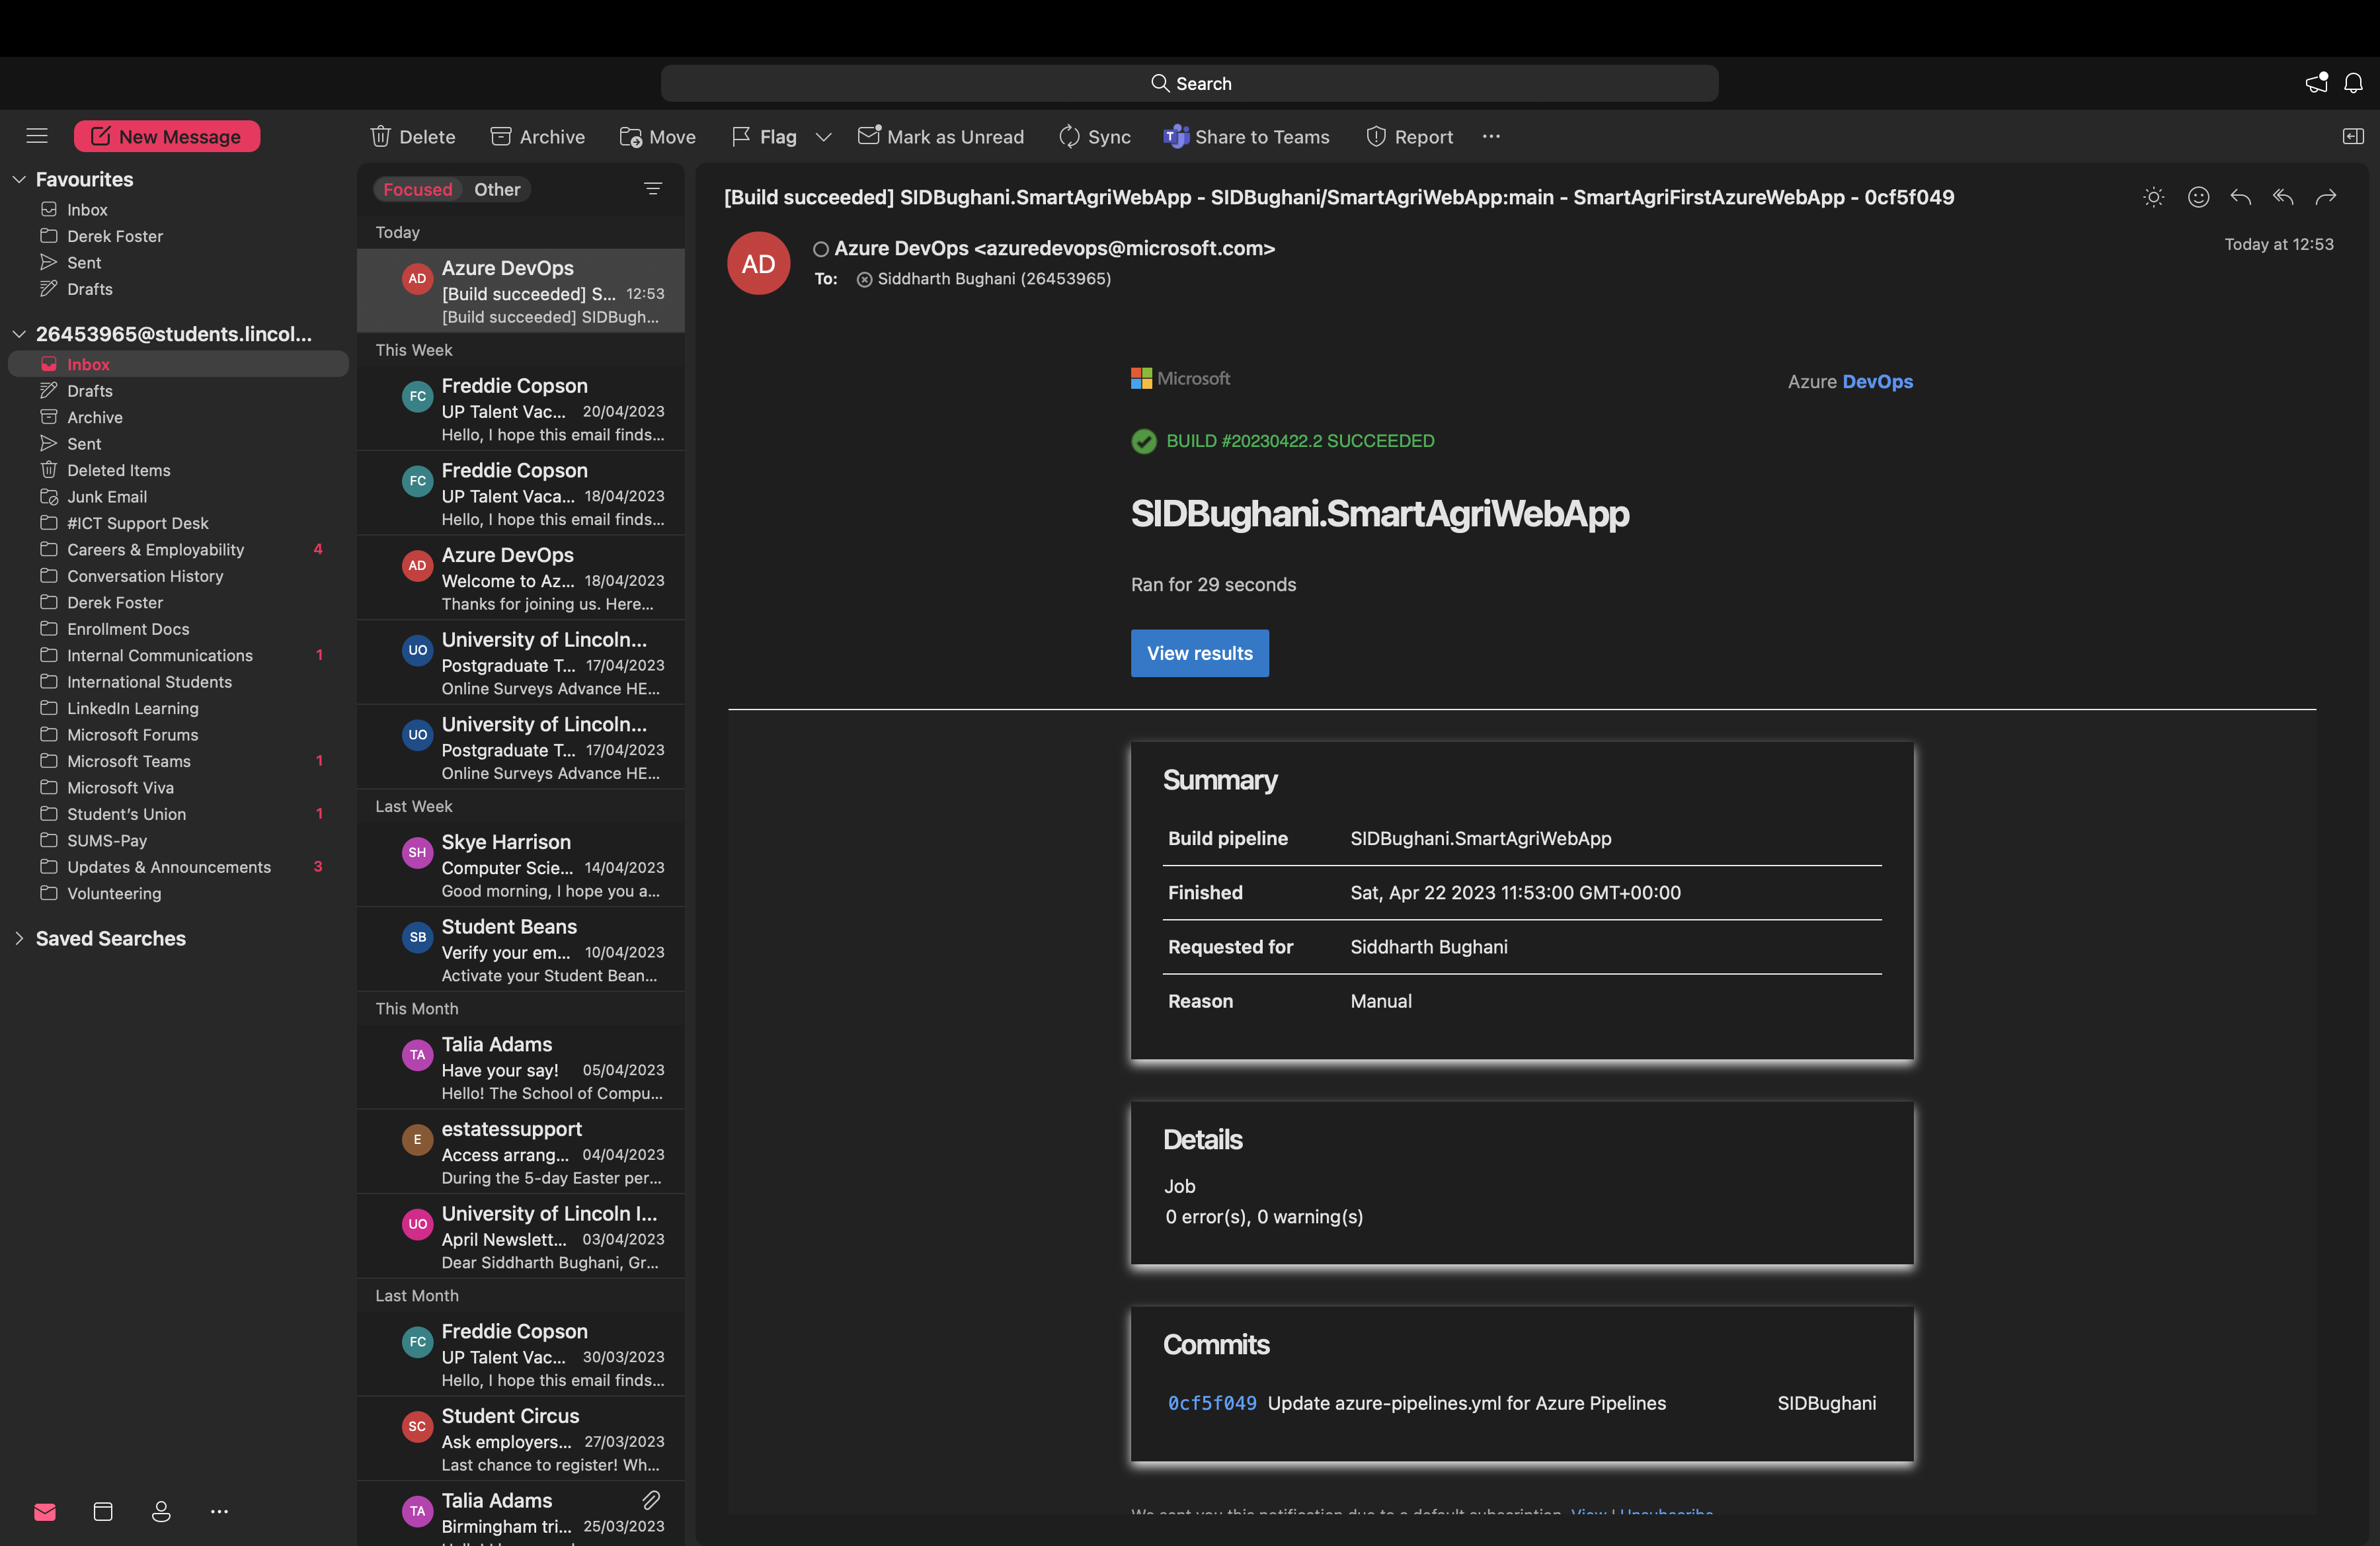 Search
New Message
Delete
Archive
Move
Flag
Mark as Unread
Sync
Share to Teams
Report
Favourites
Inbox
Derek Foster
Sent
Drafts
26453965@students.lincol...
Inbox
Drafts
Archive
Sent
Deleted Items
Junk Email
#ICT Support Desk
Careers & Employability 4
Conversation History
Derek Foster
Enrollment Docs
Internal Communications 1
International Students
LinkedIn Learning
Microsoft Forums
Microsoft Teams 1
Microsoft Viva
Student's Union 1
SUMS-Pay
Updates & Announcements 3
Volunteering
Saved Searches
Focused Other
Today
AD Azure DevOps
[Build succeeded] S... 12:53
[Build succeeded] SIDBugh...
This Week
FC Freddie Copson
UP Talent Vac... 20/04/2023
Hello, I hope this email finds...
FC Freddie Copson
UP Talent Vaca... 18/04/2023
Hello, I hope this email finds...
AD Azure DevOps
Welcome to Az... 18/04/2023
Thanks for joining us. Here...
UO University of Lincoln...
Postgraduate T... 17/04/2023
Online Surveys Advance HE...
UO University of Lincoln...
Postgraduate T... 17/04/2023
Online Surveys Advance HE...
Last Week
SH Skye Harrison
Computer Scie... 14/04/2023
Good morning, I hope you a...
SB Student Beans
Verify your em... 10/04/2023
Activate your Student Bean...
This Month
TA Talia Adams
Have your say! 05/04/2023
Hello! The School of Compu...
E estatessupport
Access arrang... 04/04/2023
During the 5-day Easter per...
UO University of Lincoln I...
April Newslett... 03/04/2023
Dear Siddharth Bughani, Gr...
Last Month
FC Freddie Copson
UP Talent Vac... 30/03/2023
Hello, I hope this email finds...
SC Student Circus
Ask employers... 27/03/2023
Last chance to register! Wh...
TA Talia Adams
Birmingham tri... 25/03/2023
[Build succeeded] SIDBughani.SmartAgriWebApp - SIDBughani/SmartAgriWebApp:main - SmartAgriFirstAzureWebApp - 0cf5f049
AD Azure DevOps <azuredevops@microsoft.com>
Today at 12:53
To: Siddharth Bughani (26453965)
Microsoft
Azure DevOps
BUILD #20230422.2 SUCCEEDED
SIDBughani.SmartAgriWebApp
Ran for 29 seconds
View results
Summary
Build pipeline SIDBughani.SmartAgriWebApp
Finished Sat, Apr 22 2023 11:53:00 GMT+00:00
Requested for Siddharth Bughani
Reason Manual
Details
Job
0 error(s), 0 warning(s)
Commits
0cf5f049 Update azure-pipelines.yml for Azure Pipelines SIDBughani
We sent you this notification due to a default subscription. View | Unsubscribe